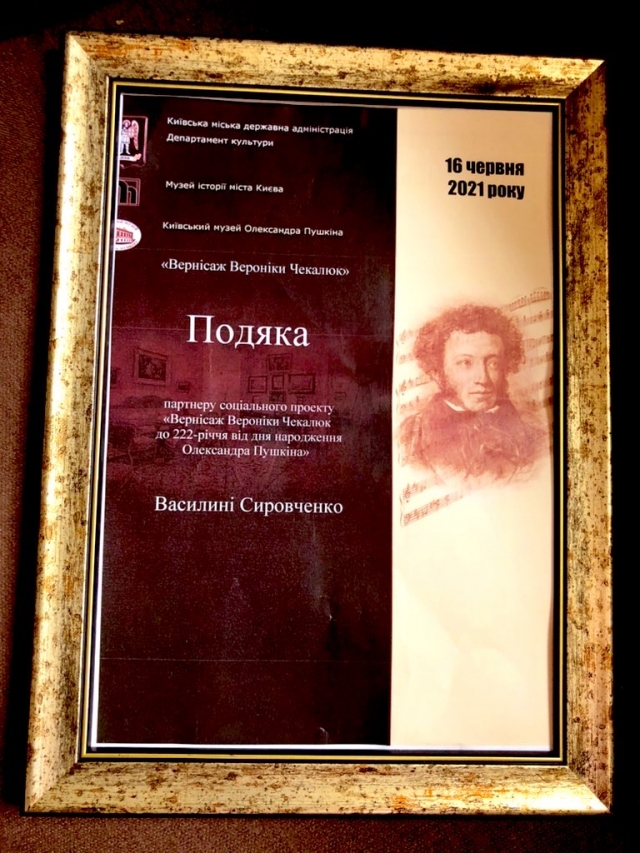 Київська міська державна адміністрація
Департамент культури
Музей історії міста Києва
Київський музей Олександра Пушкіна
«Вернісаж Вероніки Чекалюк»
16 червня
2021 року
Подяка
партнеру соціального проекту
«Вернісаж Вероніки Чекалюк
до 222-річчя від дня народження
Олександра Пушкіна»
Василині Сировченко